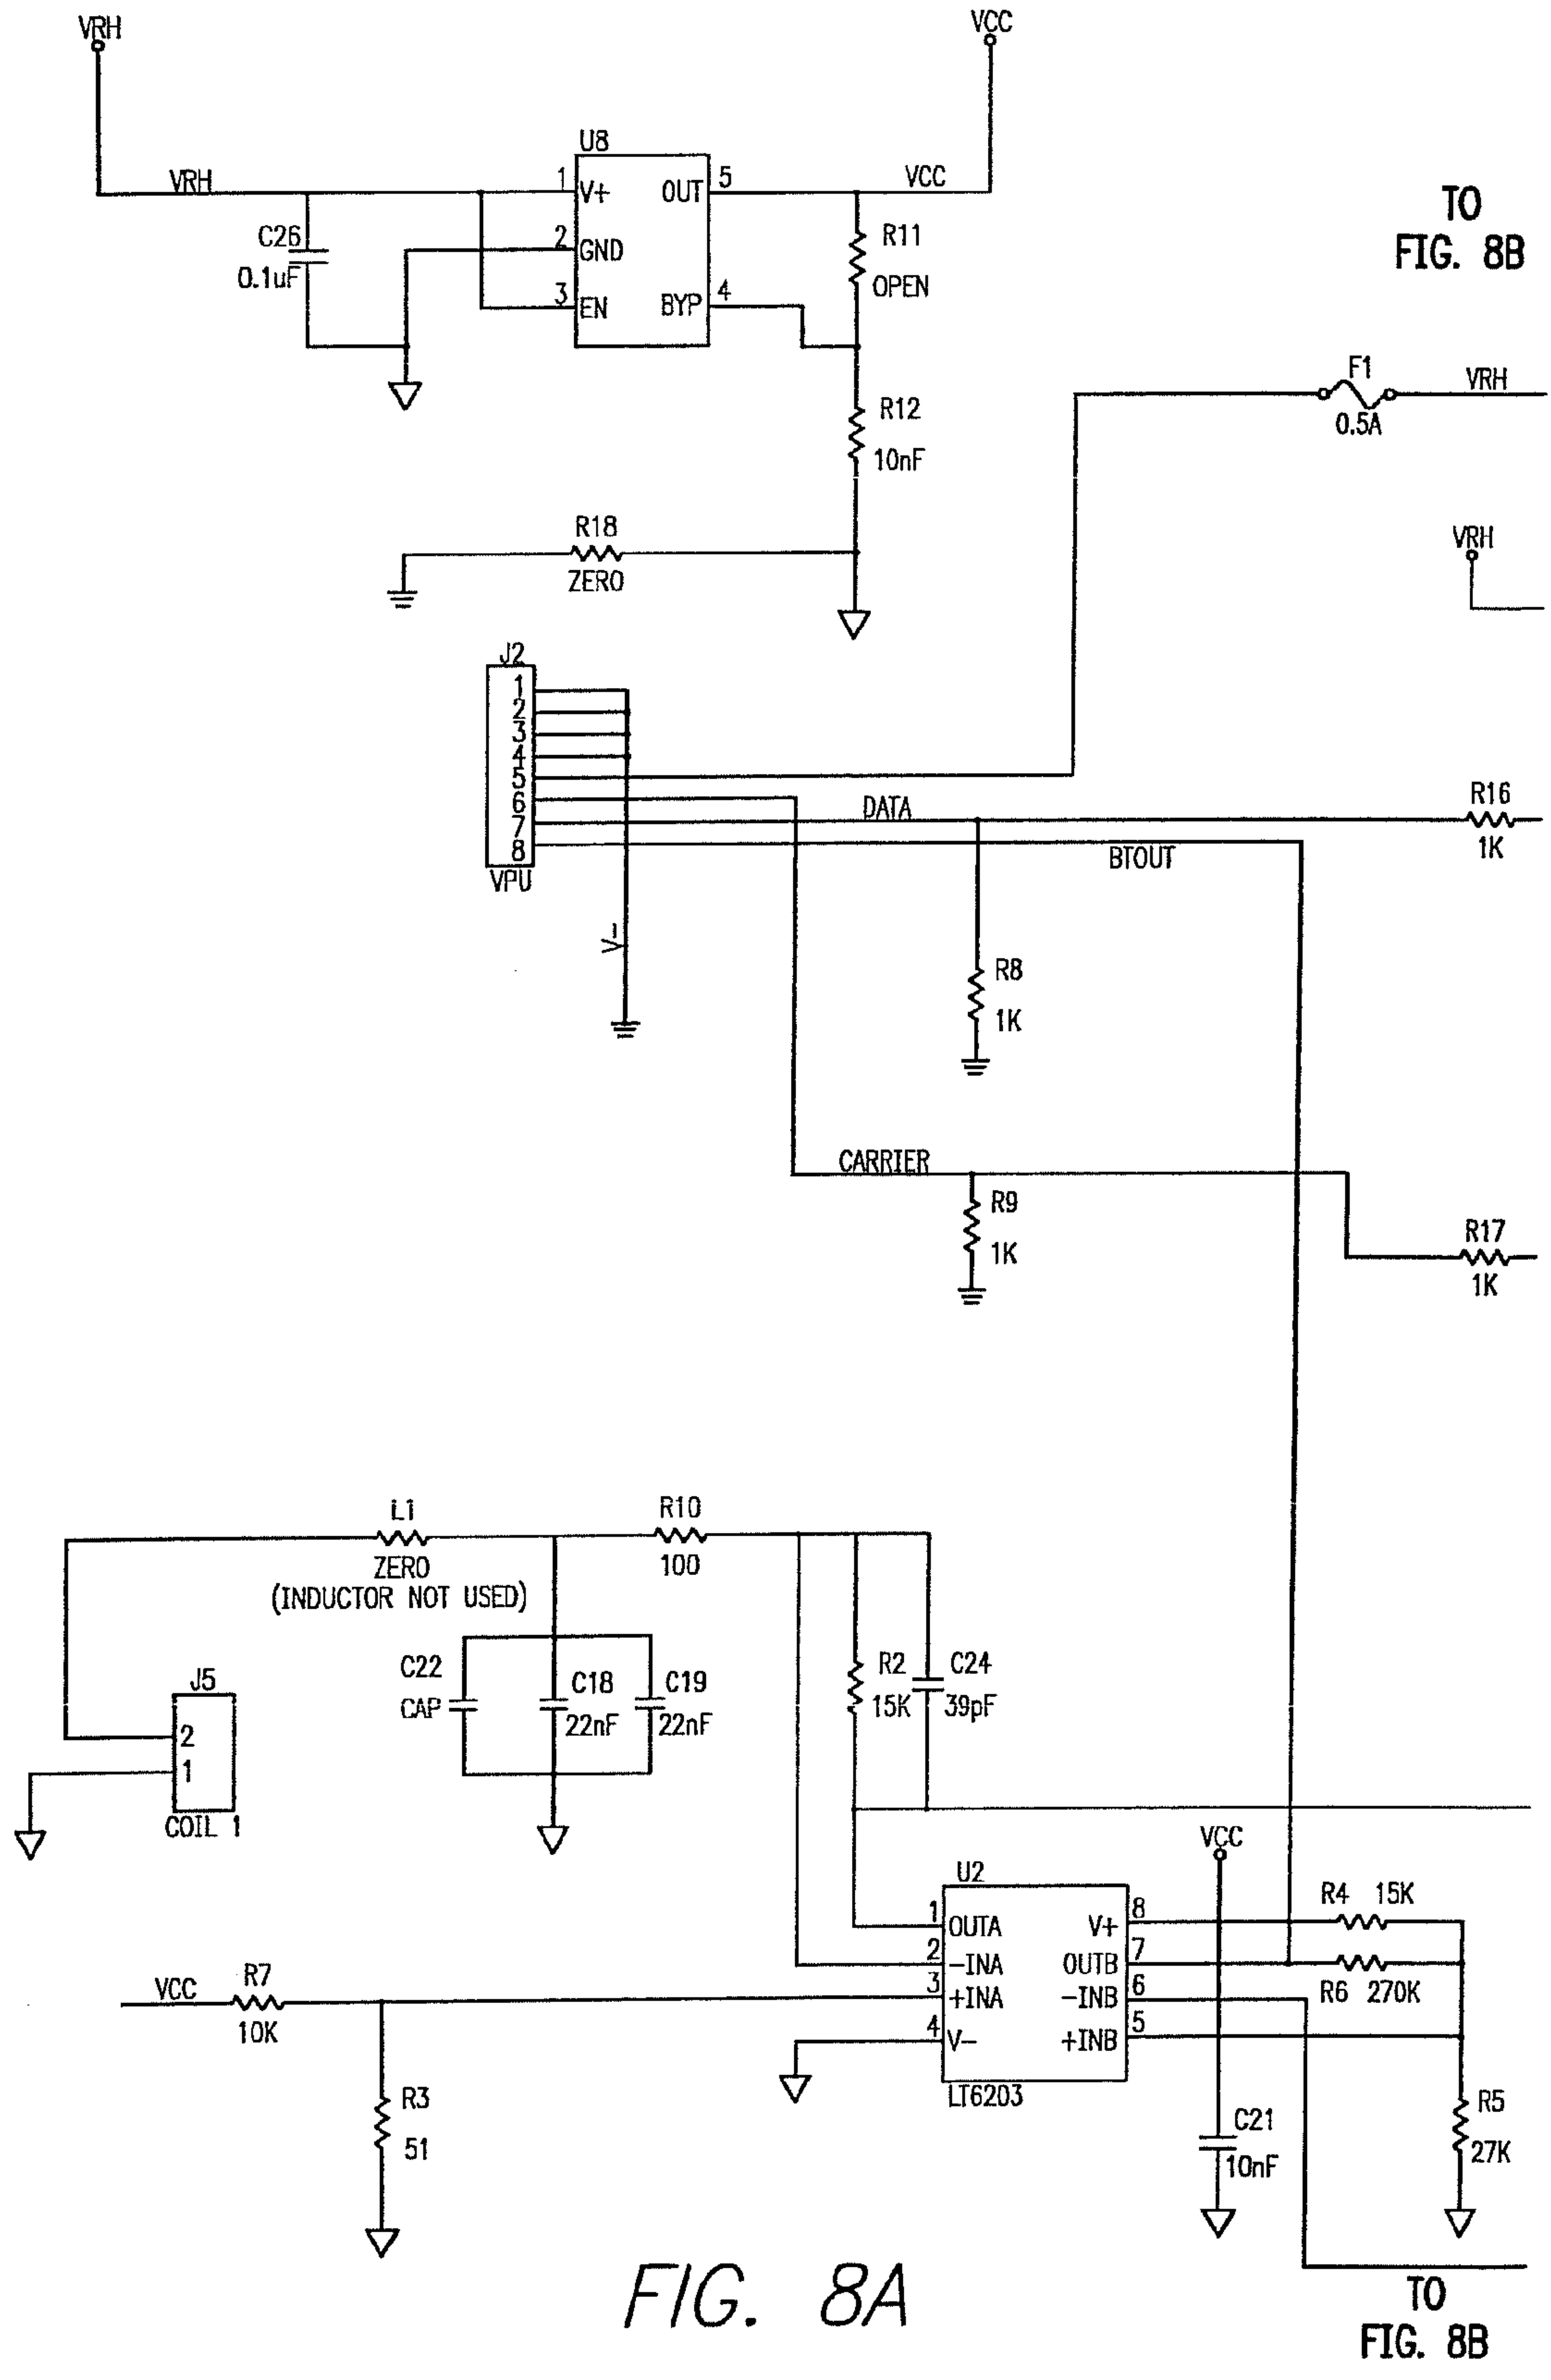 VRH
VCC
U8
VRH
1
V+
OUT
5
VCC
TO
FIG. 8B
C26
0.1uF
2
GND
R11
OPEN
3
EN
BYP
4
F1
VRH
0.5A
R12
10nF
R18
ZERO
VRH
J2
1
2
3
4
5
6
7
8
VPU
DATA
R16
1K
BTOUT
V-
R8
1K
CARRIER
R9
1K
R17
1K
L1
ZERO
(INDUCTOR NOT USED)
R10
100
C22
CAP
C18
22nF
C19
22nF
R2
15K
C24
39pF
J5
2
1
COIL 1
VCC
U2
1
OUTA
V+
8
R4 15K
2
-INA
OUTB
7
3
+INA
-INB
6
R6 270K
4
V-
+INB
5
LT6203
VCC
R7
10K
R3
51
C21
10nF
R5
27K
FIG. 8A
TO
FIG. 8B